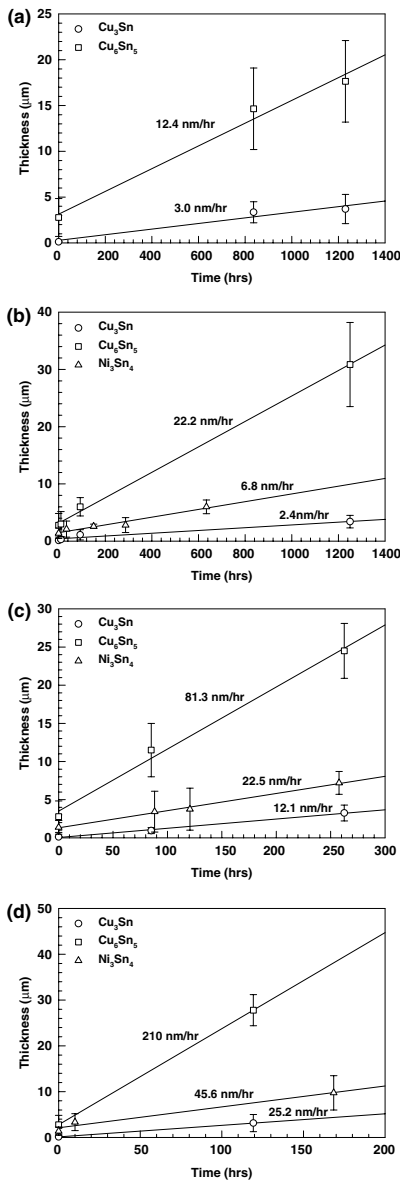 (a)
25
Cu₃Sn
Cu₆Sn₅
20
15
12.4 nm/hr
10
5
3.0 nm/hr
0
0 200 400 600 800 1000 1200 1400
Thickness (μm)
Time (hrs)
(b)
40
Cu₃Sn
Cu₆Sn₅
Ni₃Sn₄
30
22.2 nm/hr
20
10
6.8 nm/hr
2.4nm/hr
0
0 200 400 600 800 1000 1200 1400
Thickness (μm)
Time (hrs)
(c)
30
Cu₃Sn
Cu₆Sn₅
Ni₃Sn₄
25
20
81.3 nm/hr
15
10
22.5 nm/hr
5
12.1 nm/hr
0
0 50 100 150 200 250 300
Thickness (μm)
Time (hrs)
(d)
50
Cu₃Sn
Cu₆Sn₅
Ni₃Sn₄
40
30
210 nm/hr
20
10
45.6 nm/hr
25.2 nm/hr
0
0 50 100 150 200
Thickness (μm)
Time (hrs)